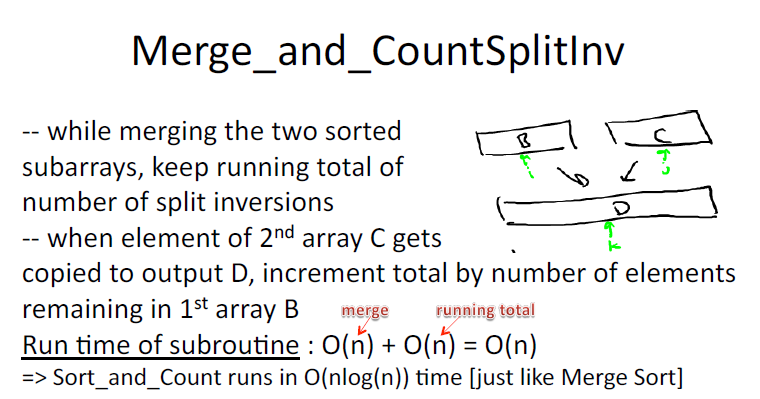 Merge_and_CountSplitInv
-- while merging the two sorted
subarrays, keep running total of
number of split inversions
-- when element of 2nd array C gets
copied to output D, increment total by number of elements
remaining in 1st array B
B
C
i
j
D
k
merge
running total
Run time of subroutine : O(n) + O(n) = O(n)
=> Sort_and_Count runs in O(nlog(n)) time [just like Merge Sort]